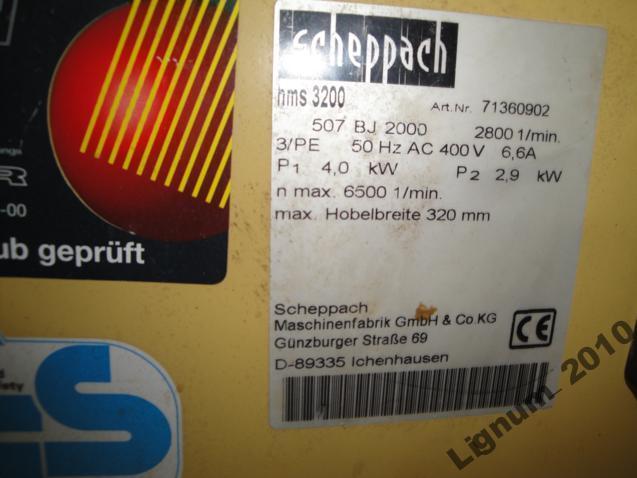 scheppach
hms 3200 Art.Nr. 71360902
507 BJ 2000 2800 1/min.
3/PE 50 Hz AC 400 V 6,6A
P1 4,0 kW P2 2,9 kW
n max. 6500 1/min.
max. Hobelbreite 320 mm
Scheppach
Maschinenfabrik GmbH & Co.KG
Günzburger Straße 69
D-89335 Ichenhausen
CE
-00
ub geprüft
GS
Lignum_2010